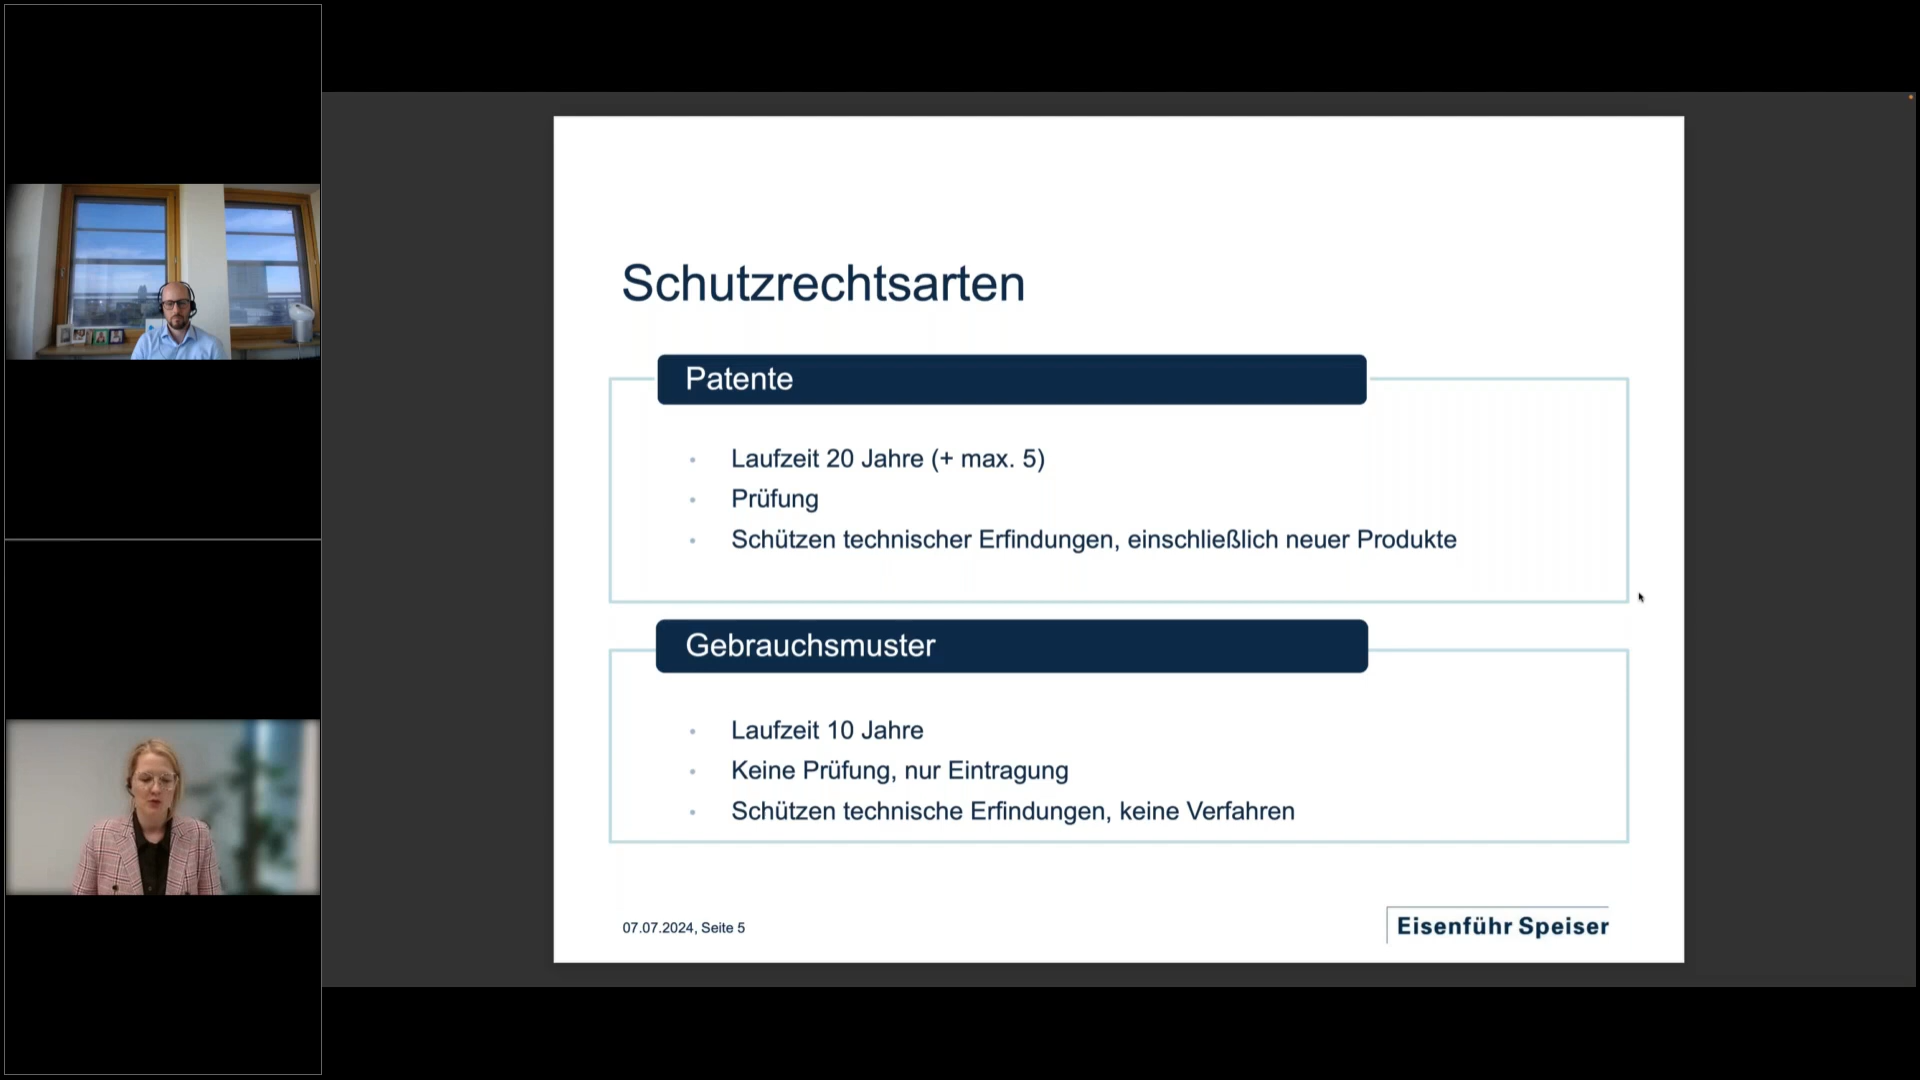 Schutzrechtsarten
Patente
• Laufzeit 20 Jahre (+ max. 5)
• Prüfung
• Schützen technischer Erfindungen, einschließlich neuer Produkte
Gebrauchsmuster
• Laufzeit 10 Jahre
• Keine Prüfung, nur Eintragung
• Schützen technische Erfindungen, keine Verfahren
07.07.2024, Seite 5
Eisenführ Speiser